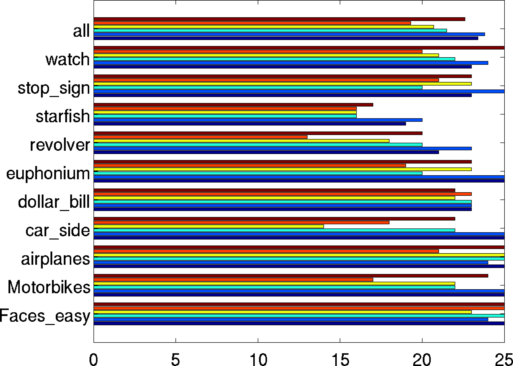 all
watch
stop_sign
starfish
revolver
euphonium
dollar_bill
car_side
airplanes
Motorbikes
Faces_easy
0 5 10 15 20 25